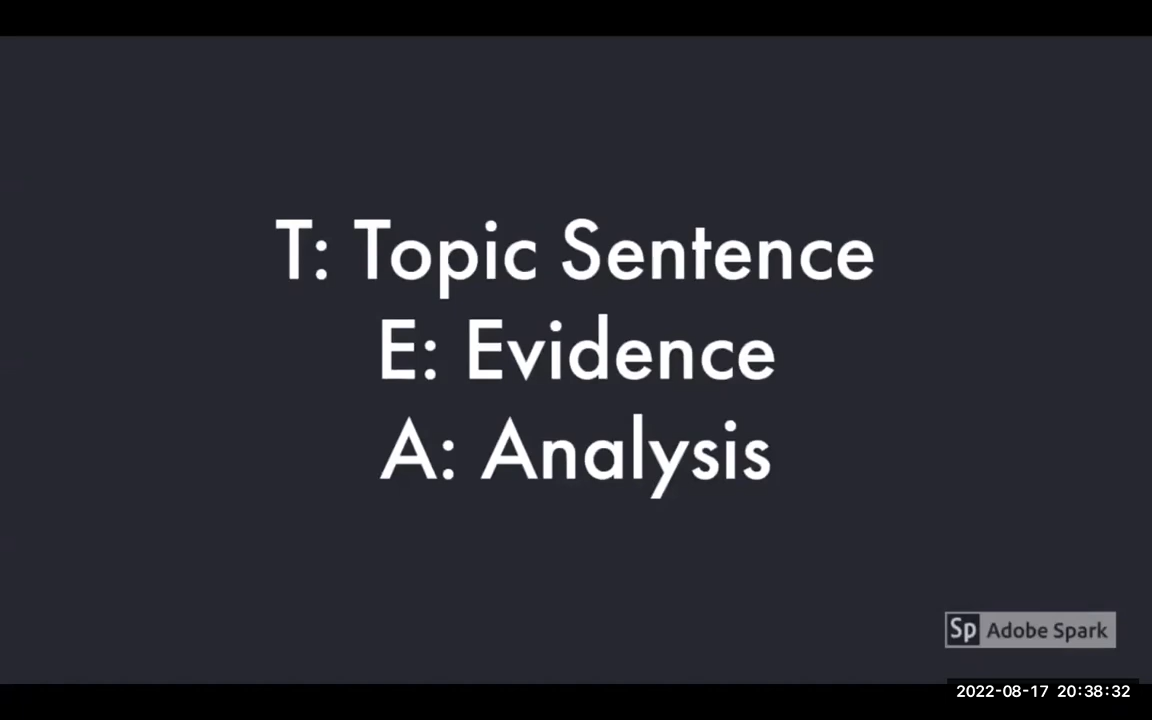 T: Topic Sentence
E: Evidence
A: Analysis
Sp Adobe Spark
2022-08-17 20:38:32